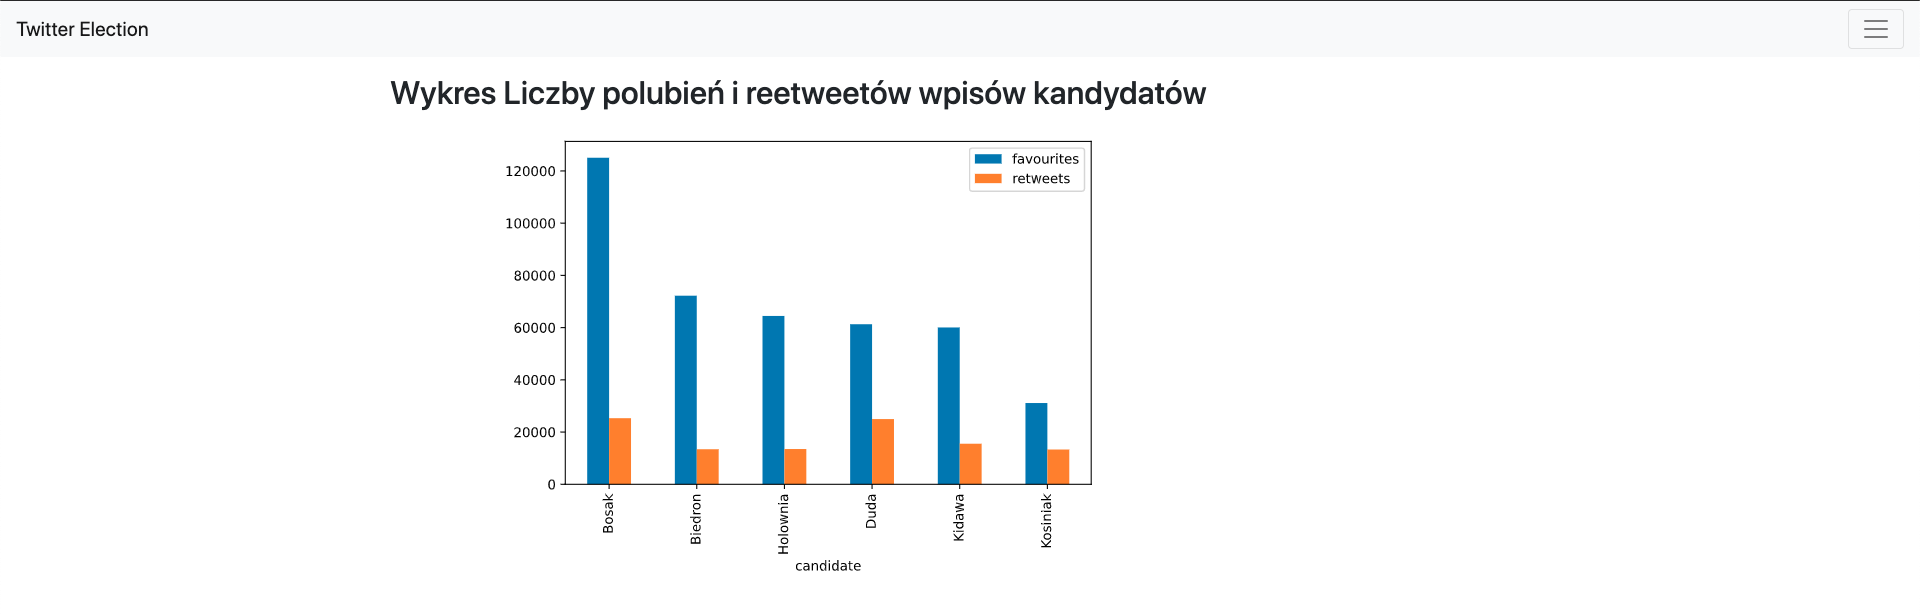 Twitter Election
Wykres Liczby polubień i reetweetów wpisów kandydatów
favourites
retweets
120000
100000
80000
60000
40000
20000
0
Bosak
Biedron
Holownia
Duda
Kidawa
Kosiniak
candidate